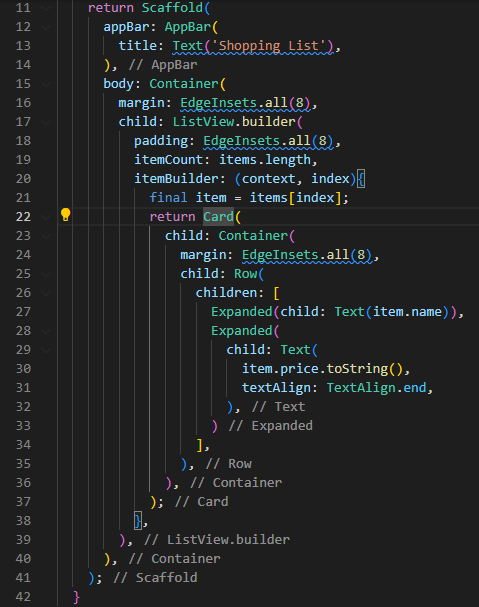 11 return Scaffold(
12 appBar: AppBar(
13 title: Text('Shopping List'),
14 ), // AppBar
15 body: Container(
16 margin: EdgeInsets.all(8),
17 child: ListView.builder(
18 padding: EdgeInsets.all(8),
19 itemCount: items.length,
20 itemBuilder: (context, index){
21 final item = items[index];
22 return Card(
23 child: Container(
24 margin: EdgeInsets.all(8),
25 child: Row(
26 children: [
27 Expanded(child: Text(item.name)),
28 Expanded(
29 child: Text(
30 item.price.toString(),
31 textAlign: TextAlign.end,
32 ), // Text
33 ) // Expanded
34 ],
35 ), // Row
36 ), // Container
37 ); // Card
38 },
39 ), // ListView.builder
40 ), // Container
41 ); // Scaffold
42 }